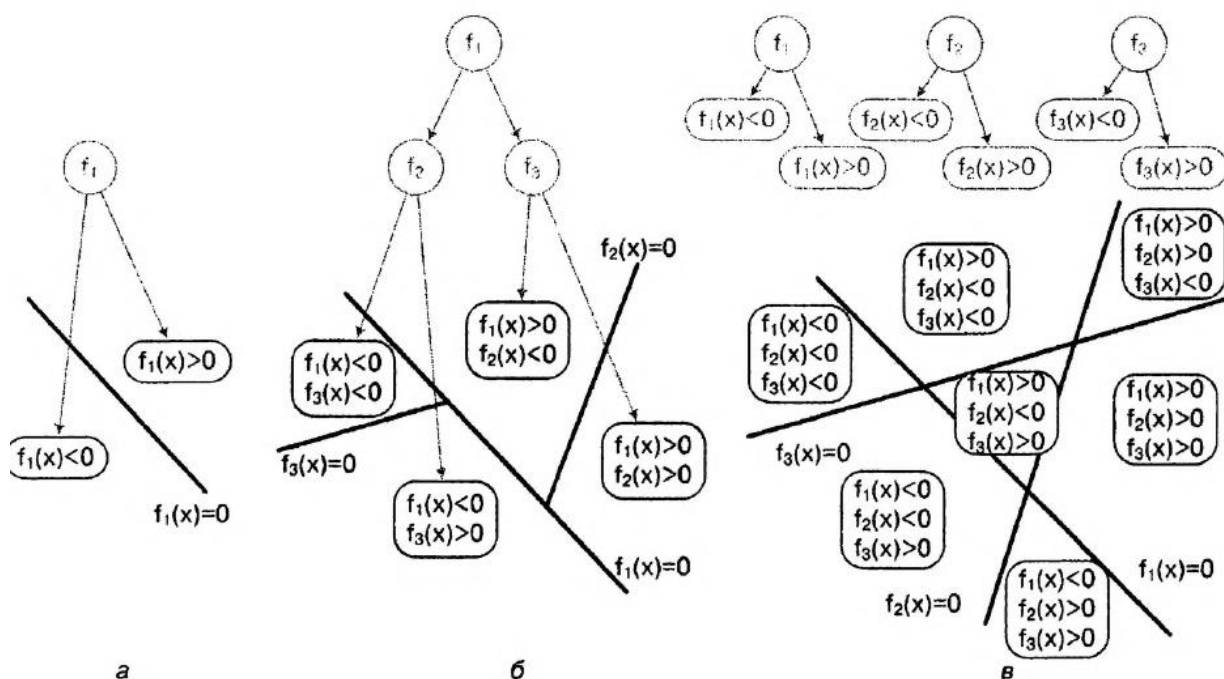 f₁
f₁(x)>0
f₁(x)<0
f₁(x)=0
а
f₁
f₂
f₃
f₂(x)=0
f₁(x)>0
f₂(x)<0
f₁(x)<0
f₃(x)<0
f₃(x)=0
f₁(x)>0
f₂(x)>0
f₁(x)<0
f₃(x)>0
f₁(x)=0
б
f₁
f₂
f₃
f₁(x)<0
f₂(x)<0
f₃(x)<0
f₁(x)>0
f₂(x)>0
f₃(x)>0
f₁(x)>0
f₂(x)>0
f₃(x)<0
f₁(x)>0
f₂(x)<0
f₃(x)<0
f₁(x)<0
f₂(x)<0
f₃(x)<0
f₁(x)>0
f₂(x)<0
f₃(x)>0
f₁(x)>0
f₂(x)>0
f₃(x)>0
f₃(x)=0
f₁(x)<0
f₂(x)<0
f₃(x)>0
f₁(x)<0
f₂(x)>0
f₃(x)>0
f₁(x)=0
f₂(x)=0
в